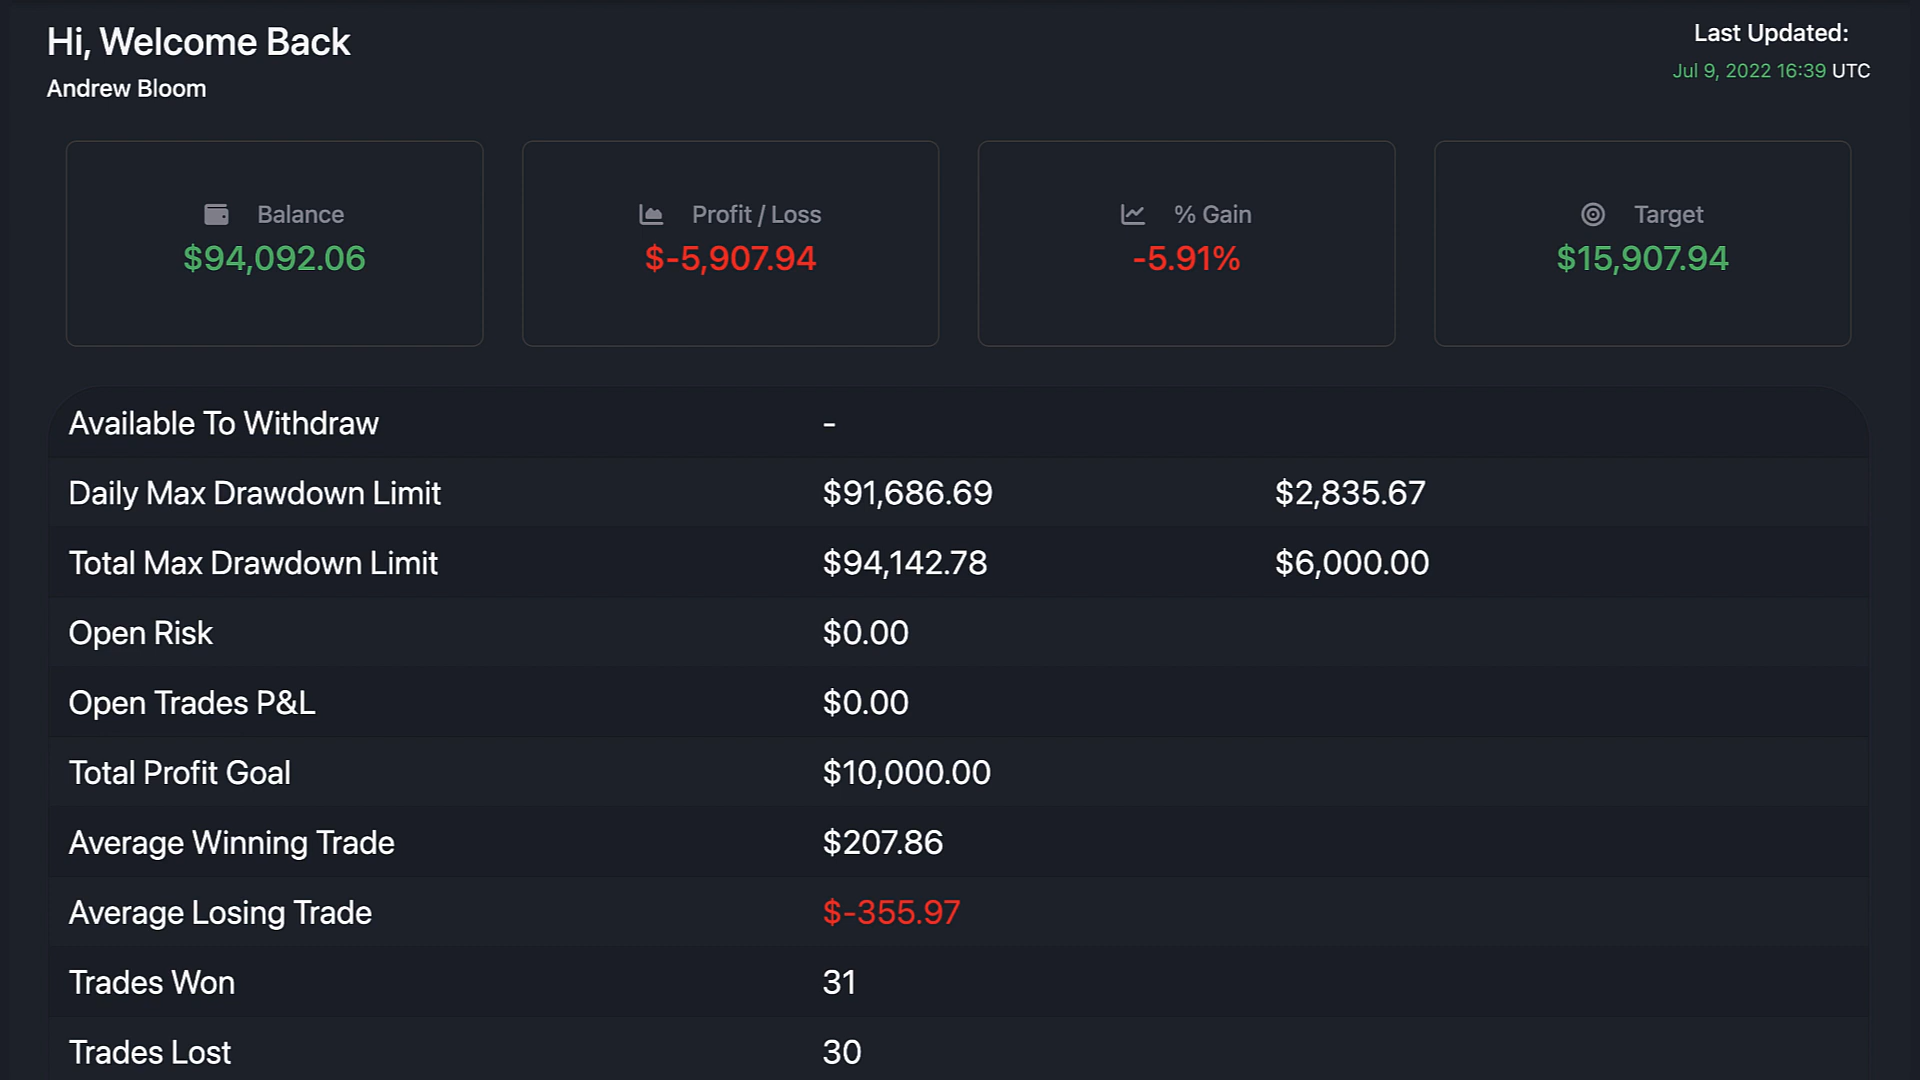 Hi, Welcome Back
Andrew Bloom
Last Updated:
Jul 9, 2022 16:39 UTC
Balance
$94,092.06
Profit / Loss
$-5,907.94
% Gain
-5.91%
Target
$15,907.94
Available To Withdraw -
Daily Max Drawdown Limit $91,686.69 $2,835.67
Total Max Drawdown Limit $94,142.78 $6,000.00
Open Risk $0.00
Open Trades P&L $0.00
Total Profit Goal $10,000.00
Average Winning Trade $207.86
Average Losing Trade $-355.97
Trades Won 31
Trades Lost 30